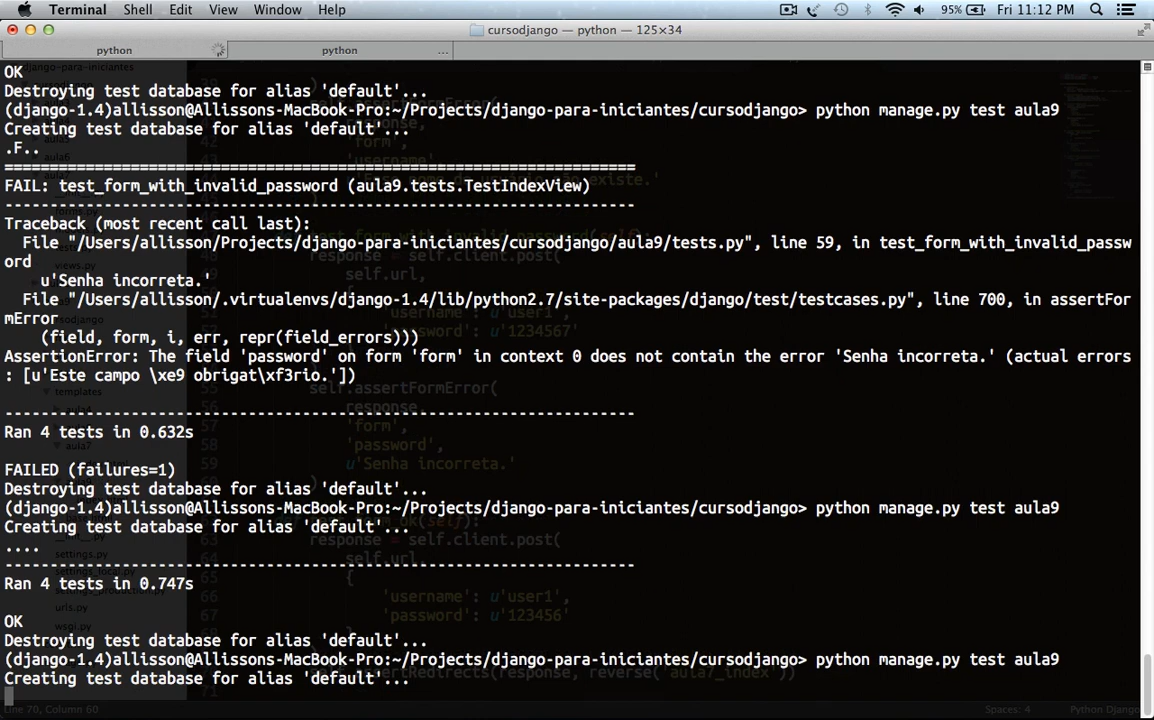 Terminal Shell Edit View Window Help 95% Fri 11:12 PM
cursodjango — python — 125×34
python python ...
OK
Destroying test database for alias 'default'...
(django-1.4)allisson@Allissons-MacBook-Pro:~/Projects/django-para-iniciantes/cursodjango> python manage.py test aula9
Creating test database for alias 'default'...
.F..
======================================================================
FAIL: test_form_with_invalid_password (aula9.tests.TestIndexView)
----------------------------------------------------------------------
Traceback (most recent call last):
  File "/Users/allisson/Projects/django-para-iniciantes/cursodjango/aula9/tests.py", line 59, in test_form_with_invalid_passw
ord
    u'Senha incorreta.'
  File "/Users/allisson/.virtualenvs/django-1.4/lib/python2.7/site-packages/django/test/testcases.py", line 700, in assertFor
mError
    (field, form, i, err, repr(field_errors)))
AssertionError: The field 'password' on form 'form' in context 0 does not contain the error 'Senha incorreta.' (actual errors
: [u'Este campo \xe9 obrigat\xf3rio.'])
----------------------------------------------------------------------
Ran 4 tests in 0.632s
FAILED (failures=1)
Destroying test database for alias 'default'...
(django-1.4)allisson@Allissons-MacBook-Pro:~/Projects/django-para-iniciantes/cursodjango> python manage.py test aula9
Creating test database for alias 'default'...
....
----------------------------------------------------------------------
Ran 4 tests in 0.747s
OK
Destroying test database for alias 'default'...
(django-1.4)allisson@Allissons-MacBook-Pro:~/Projects/django-para-iniciantes/cursodjango> python manage.py test aula9
Creating test database for alias 'default'...
Line 70, Column 60 Spaces: 4 Python Django